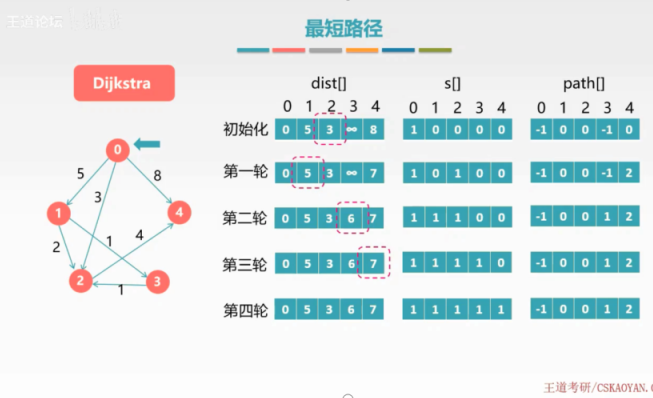 王道论坛
最短路径
Dijkstra
dist[] s[] path[]
0 1 2 3 4 0 1 2 3 4 0 1 2 3 4
初始化 0 5 3 ∞ 8 1 0 0 0 0 -1 0 0 -1 0
第一轮 0 5 3 ∞ 7 1 0 1 0 0 -1 0 0 -1 2
第二轮 0 5 3 6 7 1 1 1 0 0 -1 0 0 1 2
第三轮 0 5 3 6 7 1 1 1 1 0 -1 0 0 1 2
第四轮 0 5 3 6 7 1 1 1 1 1 -1 0 0 1 2
0
5 8
3
1 4
1 4
2
2 3
1
王道考研/CSKAOYAN.